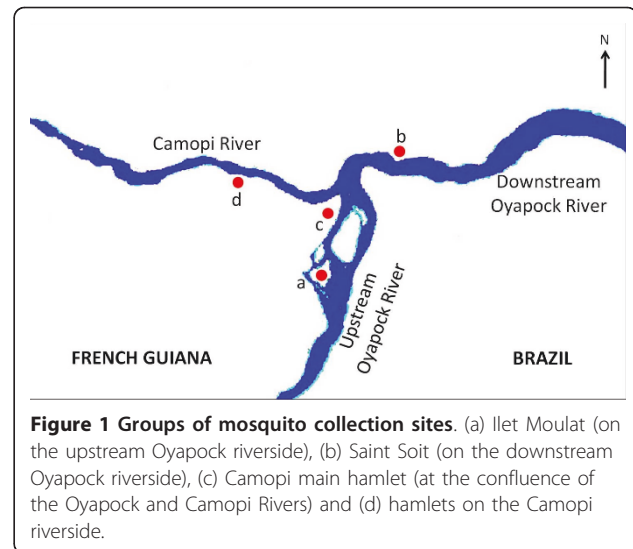 N
Camopi River
b
Downstream
Oyapock River
d
c
a
Upstream
Oyapock River
FRENCH GUIANA
BRAZIL
Figure 1 Groups of mosquito collection sites. (a) Ilet Moulat (on
the upstream Oyapock riverside), (b) Saint Soit (on the downstream
Oyapock riverside), (c) Camopi main hamlet (at the confluence of
the Oyapock and Camopi Rivers) and (d) hamlets on the Camopi
riverside.